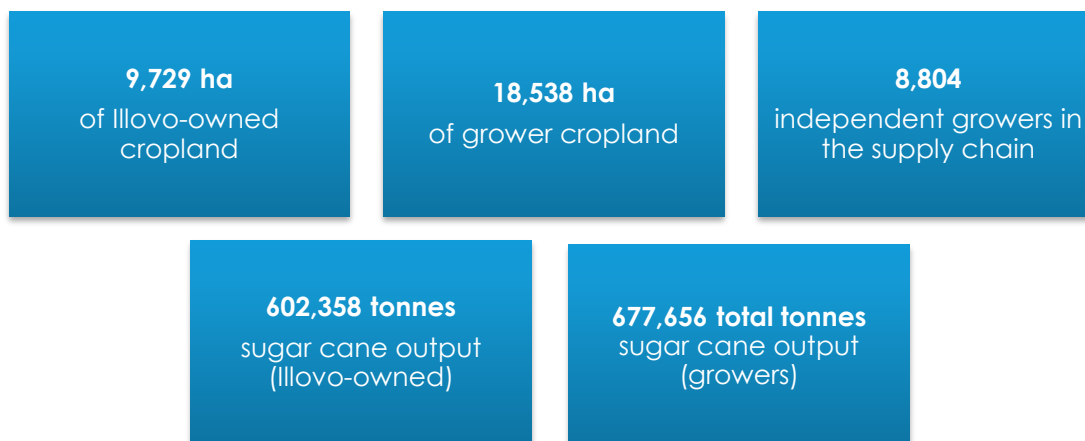 9,729 ha
of Illovo-owned
cropland
18,538 ha
of grower cropland
8,804
independent growers in
the supply chain
602,358 tonnes
sugar cane output
(Illovo-owned)
677,656 total tonnes
sugar cane output
(growers)